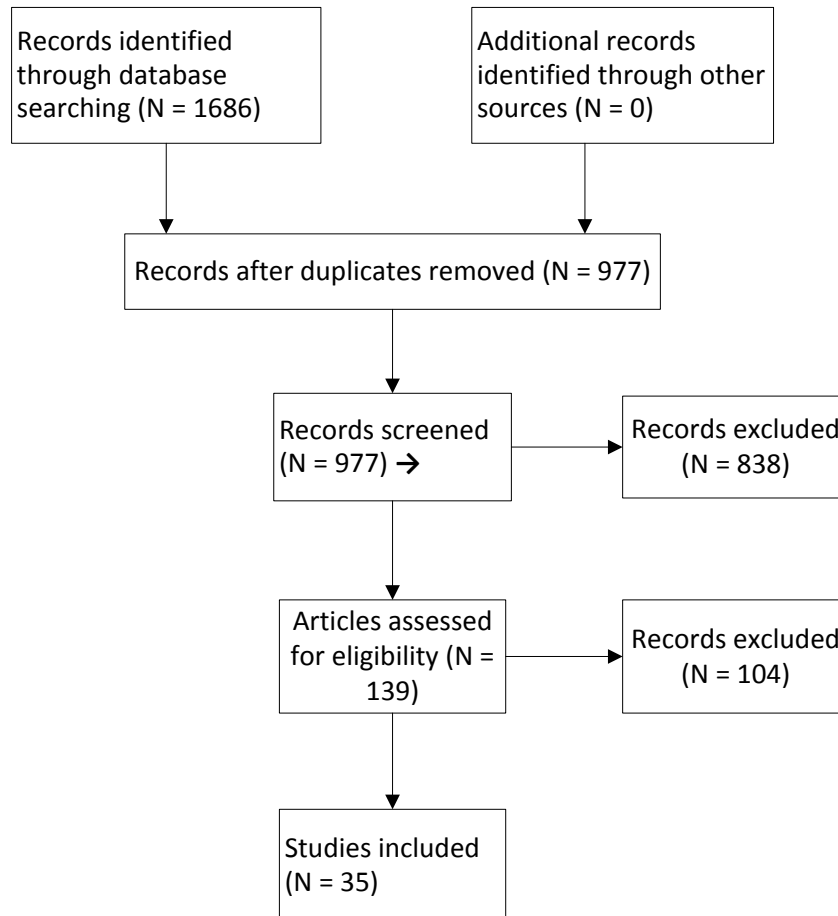 Records identified
through database
searching (N = 1686)
Additional records
identified through other
sources (N = 0)
Records after duplicates removed (N = 977)
Records screened
(N = 977) →
Records excluded
(N = 838)
Articles assessed
for eligibility (N =
139)
Records excluded
(N = 104)
Studies included
(N = 35)